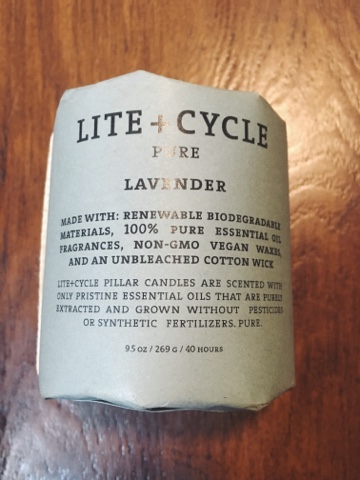 LITE+CYCLE
PURE
LAVENDER
MADE WITH: RENEWABLE BIODEGRADABLE
MATERIALS, 100% PURE ESSENTIAL OIL
FRAGRANCES, NON-GMO VEGAN WAXES,
AND AN UNBLEACHED COTTON WICK
LITE+CYCLE PILLAR CANDLES ARE SCENTED WITH
ONLY PRISTINE ESSENTIAL OILS THAT ARE PURELY
EXTRACTED AND GROWN WITHOUT PESTICIDES
OR SYNTHETIC FERTILIZERS. PURE.
9.5 oz / 269 G / 40 HOURS